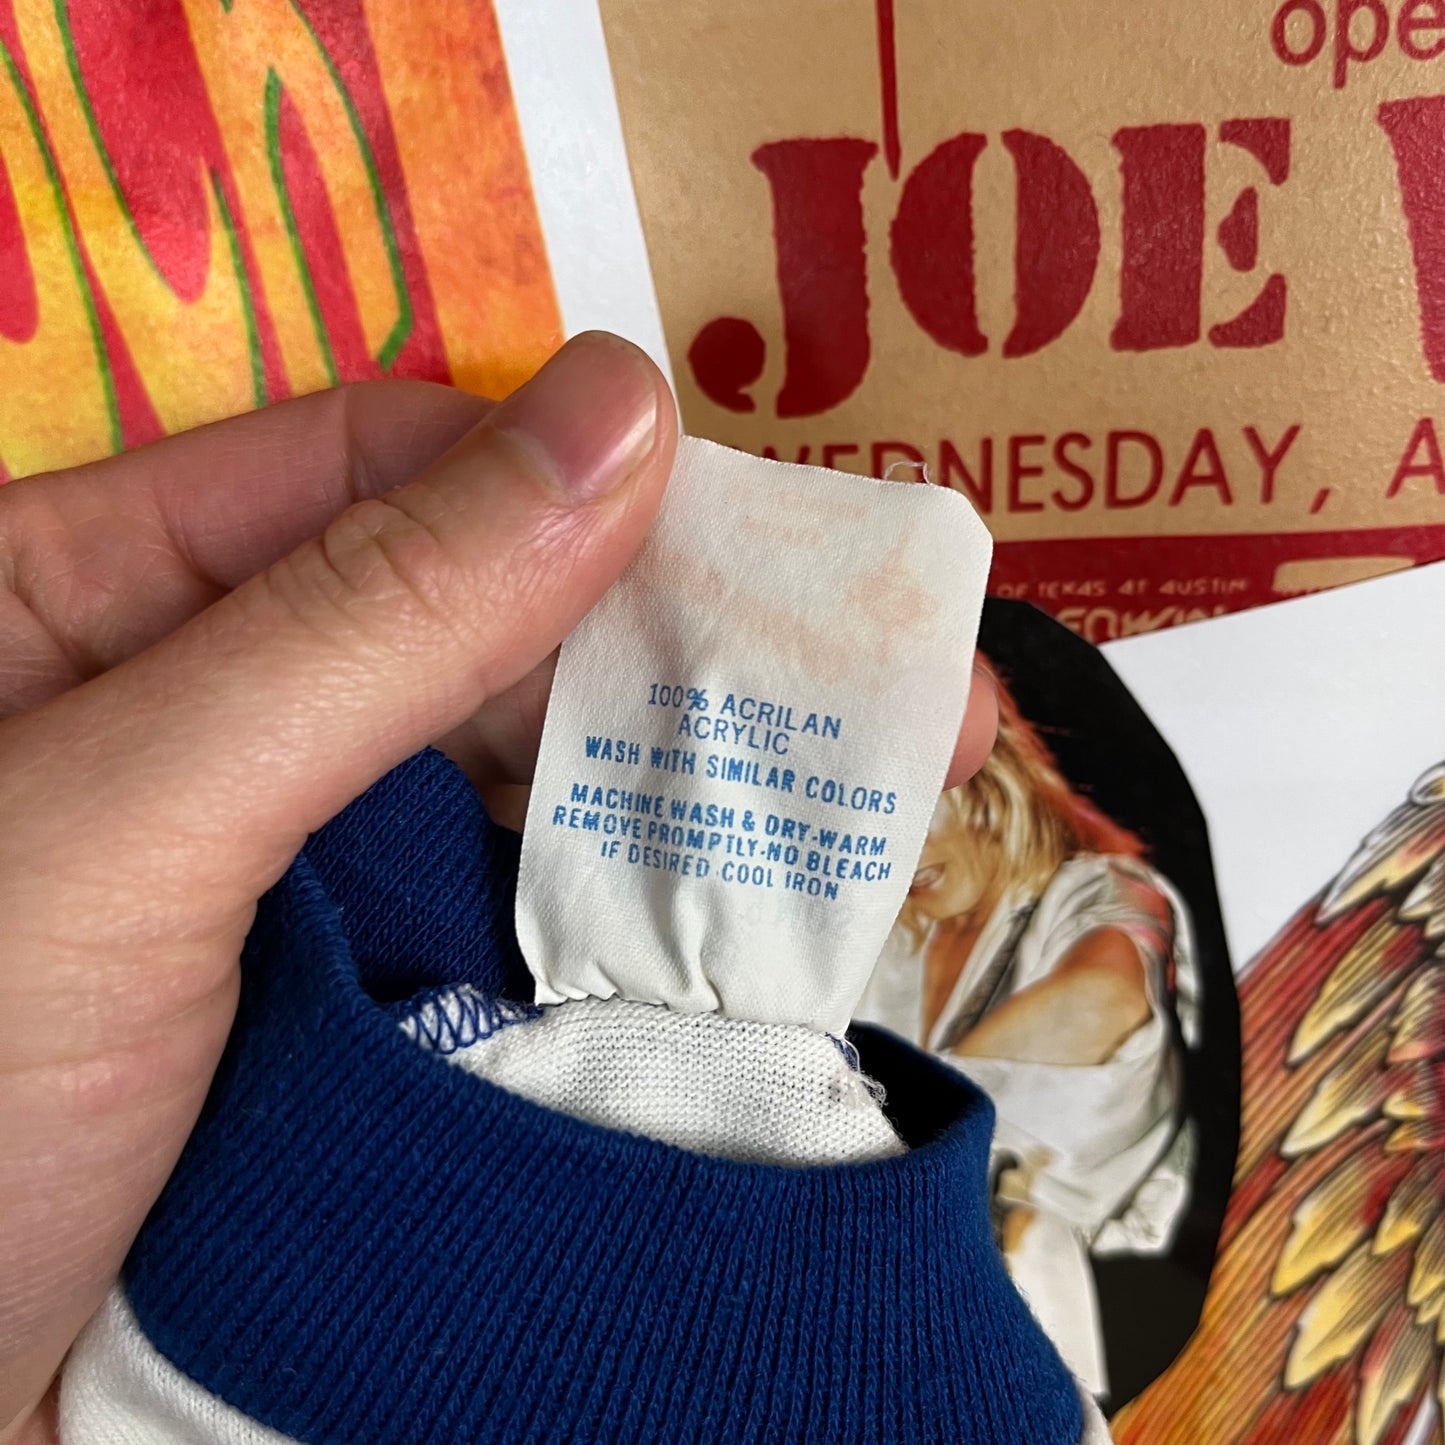 ope
JOE
WEDNESDAY, A
OF TEXAS AT AUSTIN
100% ACRILAN
ACRYLIC
WASH WITH SIMILAR COLORS
MACHINE WASH & DRY-WARM
REMOVE PROMPTLY-NO BLEACH
IF DESIRED-COOL IRON